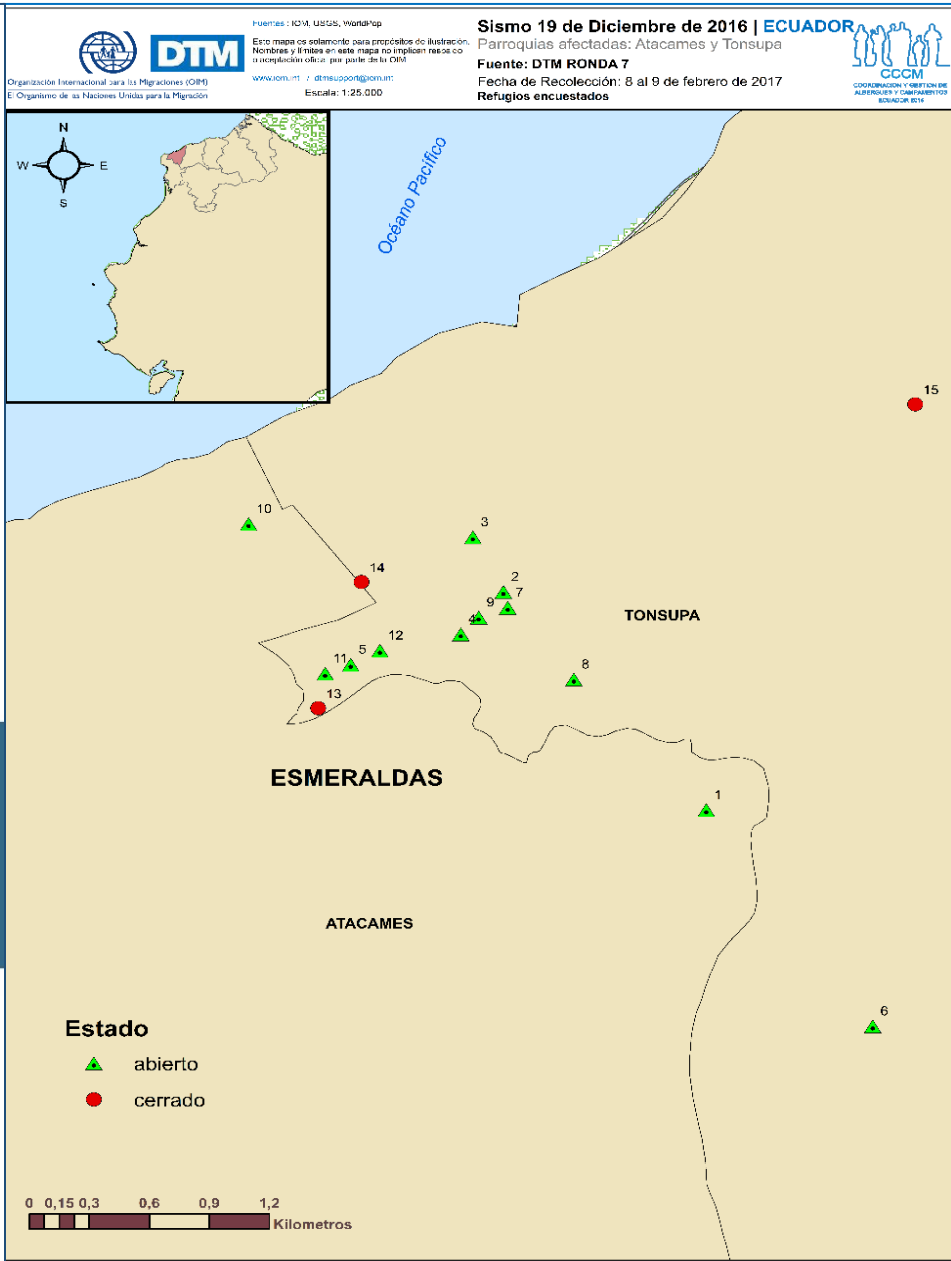 Organización Internacional para las Migraciones (OIM)
El Organismo de las Naciones Unidas para la Migración
DTM
Fuentes : IOM, USGS, WorldPop
Este mapa es solamento para propósitos de ilustración.
Nombres y límites en este mapa no implican
o aceptación oficial por parte de la OIM
www.iom.int / dtmsupport@iom.int
Escala: 1:25.000
Sismo 19 de Diciembre de 2016 | ECUADOR
Parroquias afectadas: Atacames y Tonsupa
Fuente: DTM RONDA 7
Fecha de Recolección: 8 al 9 de febrero de 2017
Refugios encuestados
CCCM
COORDINACIÓN Y GESTIÓN DE
ALBERGUES Y CAMPAMENTOS
ECUADOR 2016
N
W
E
S
Océano Pacífico
15
10
3
14
2
7
9
4
TONSUPA
12
5
11
8
13
ESMERALDAS
1
ATACAMES
6
Estado
abierto
cerrado
0 0,15 0,3 0,6 0,9 1,2
Kilometros